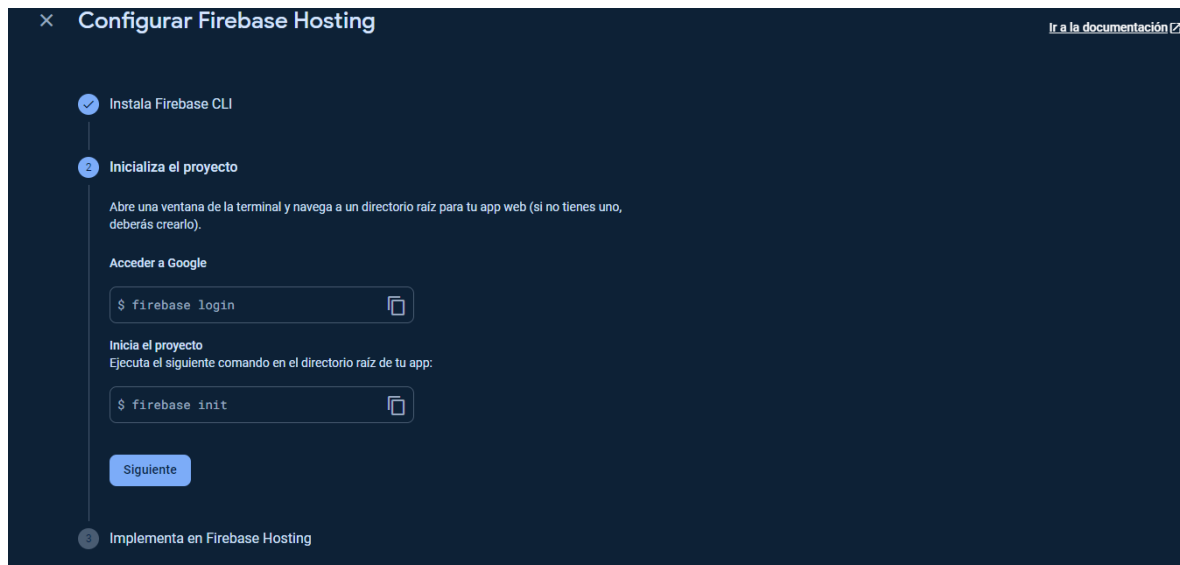 Configurar Firebase Hosting
Ir a la documentación
Instala Firebase CLI
2 Inicializa el proyecto
Abre una ventana de la terminal y navega a un directorio raíz para tu app web (si no tienes uno,
deberás crearlo).
Acceder a Google
$ firebase login
Inicia el proyecto
Ejecuta el siguiente comando en el directorio raíz de tu app:
$ firebase init
Siguiente
3 Implementa en Firebase Hosting